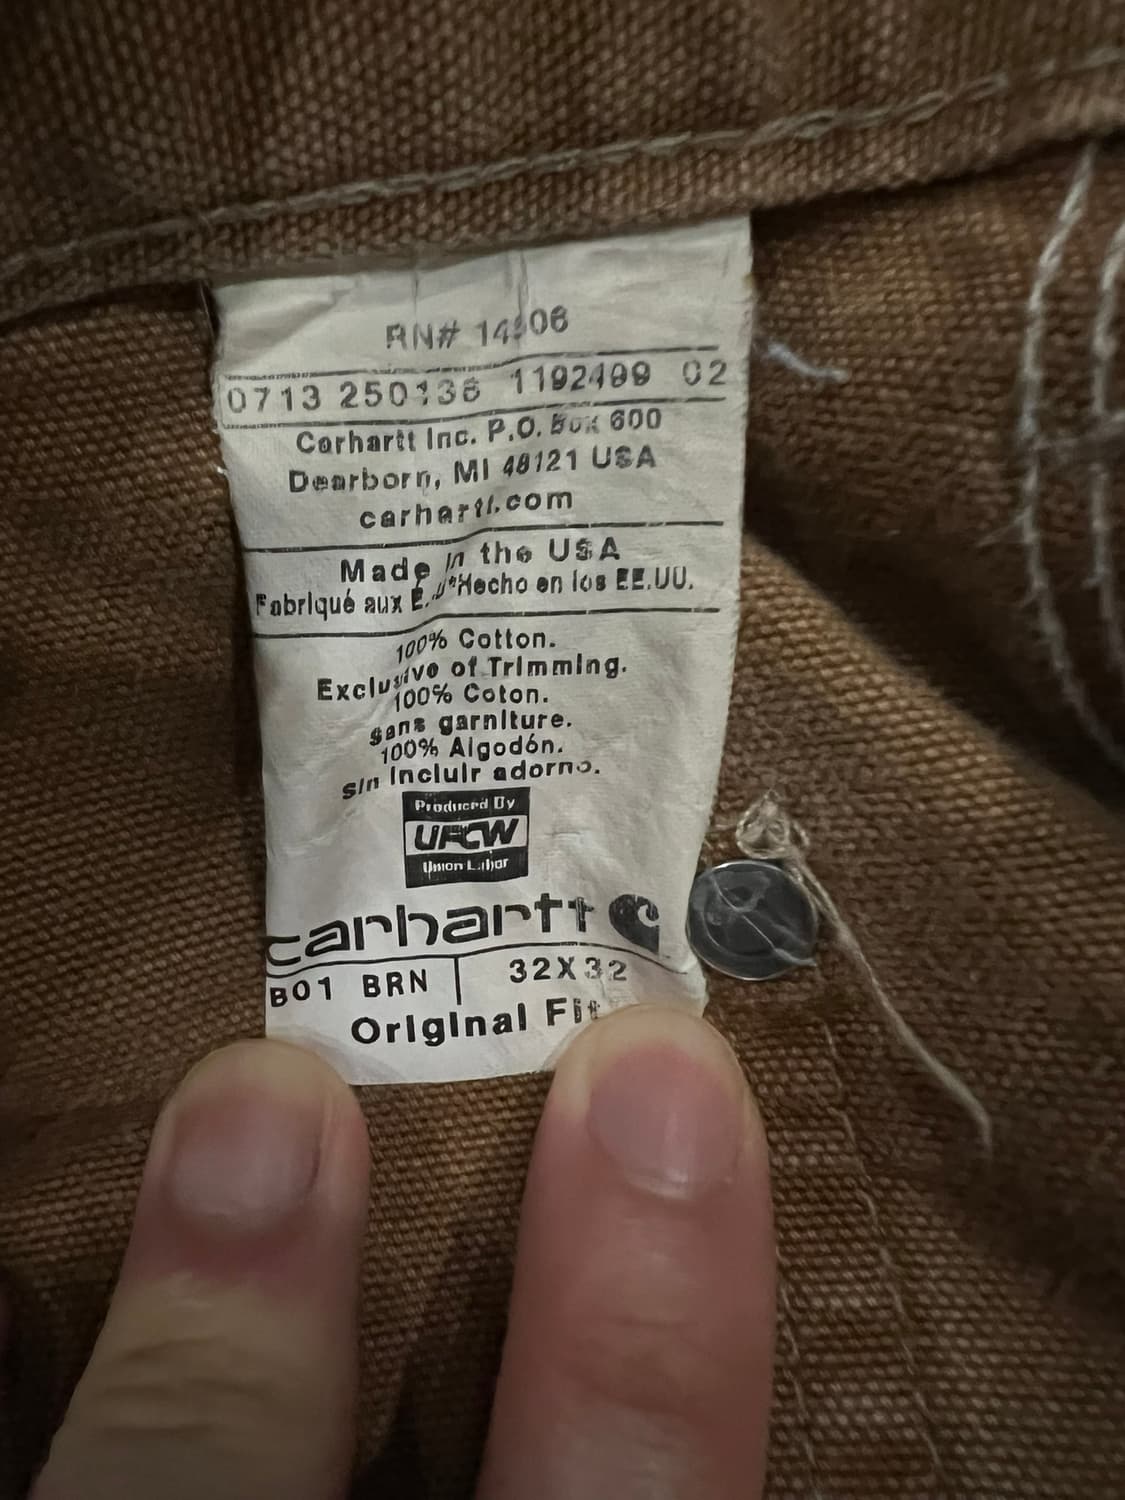 RN# 14806
0713 250136 1192499 02
Carhartt Inc. P.O. Box 600
Dearborn, MI 48121 USA
carhartt.com
Made in the USA
Fabriqué aux É.-U*Hecho en los EE.UU.
100% Cotton.
Exclusive of Trimming.
100% Coton.
sans garniture.
100% Algodón.
Sin incluir adorno.
Produced By
UFCW
Union Labor
carhartt
B01 BRN | 32X32
Original Fit